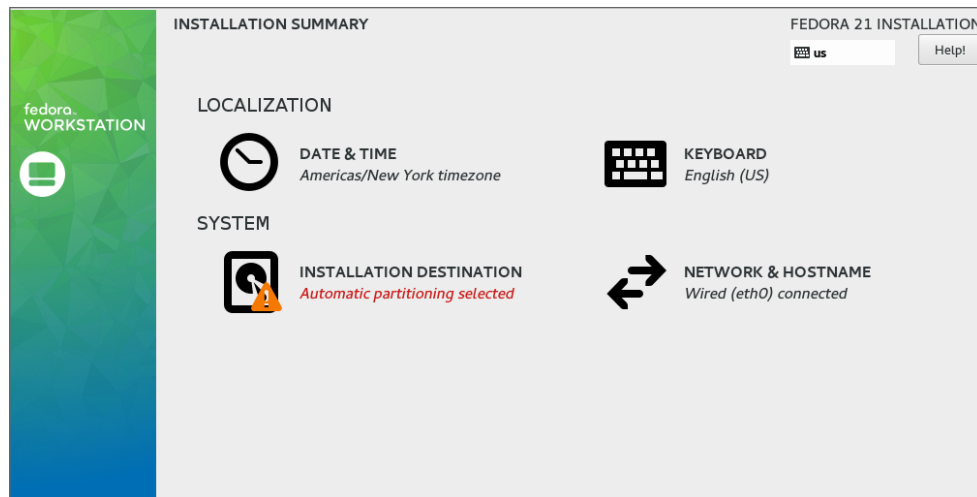 INSTALLATION SUMMARY
FEDORA 21 INSTALLATION
us
Help!
fedora
WORKSTATION
LOCALIZATION
DATE & TIME
Americas/New York timezone
KEYBOARD
English (US)
SYSTEM
INSTALLATION DESTINATION
Automatic partitioning selected
NETWORK & HOSTNAME
Wired (eth0) connected